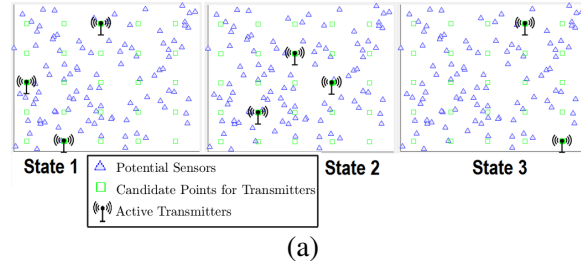 State 1
State 2
State 3
Potential Sensors
Candidate Points for Transmitters
Active Transmitters
(a)